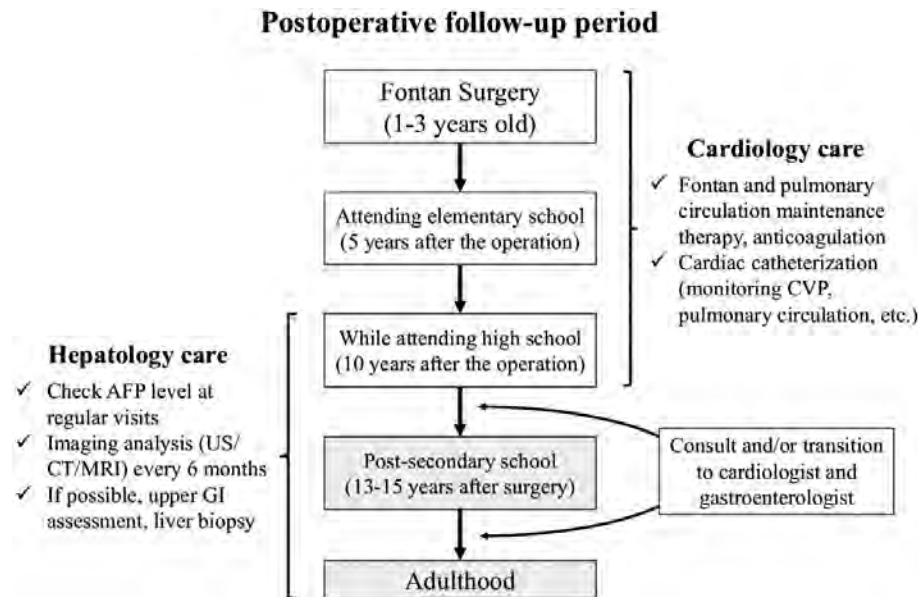 Postoperative follow-up period
Fontan Surgery
(1-3 years old)
Cardiology care
✓ Fontan and pulmonary
circulation maintenance
therapy, anticoagulation
✓ Cardiac catheterization
(monitoring CVP,
pulmonary circulation, etc.)
Attending elementary school
(5 years after the operation)
While attending high school
(10 years after the operation)
Hepatology care
✓ Check AFP level at
regular visits
✓ Imaging analysis (US/
CT/MRI) every 6 months
✓ If possible, upper GI
assessment, liver biopsy
Post-secondary school
(13-15 years after surgery)
Consult and/or transition
to cardiologist and
gastroenterologist
Adulthood